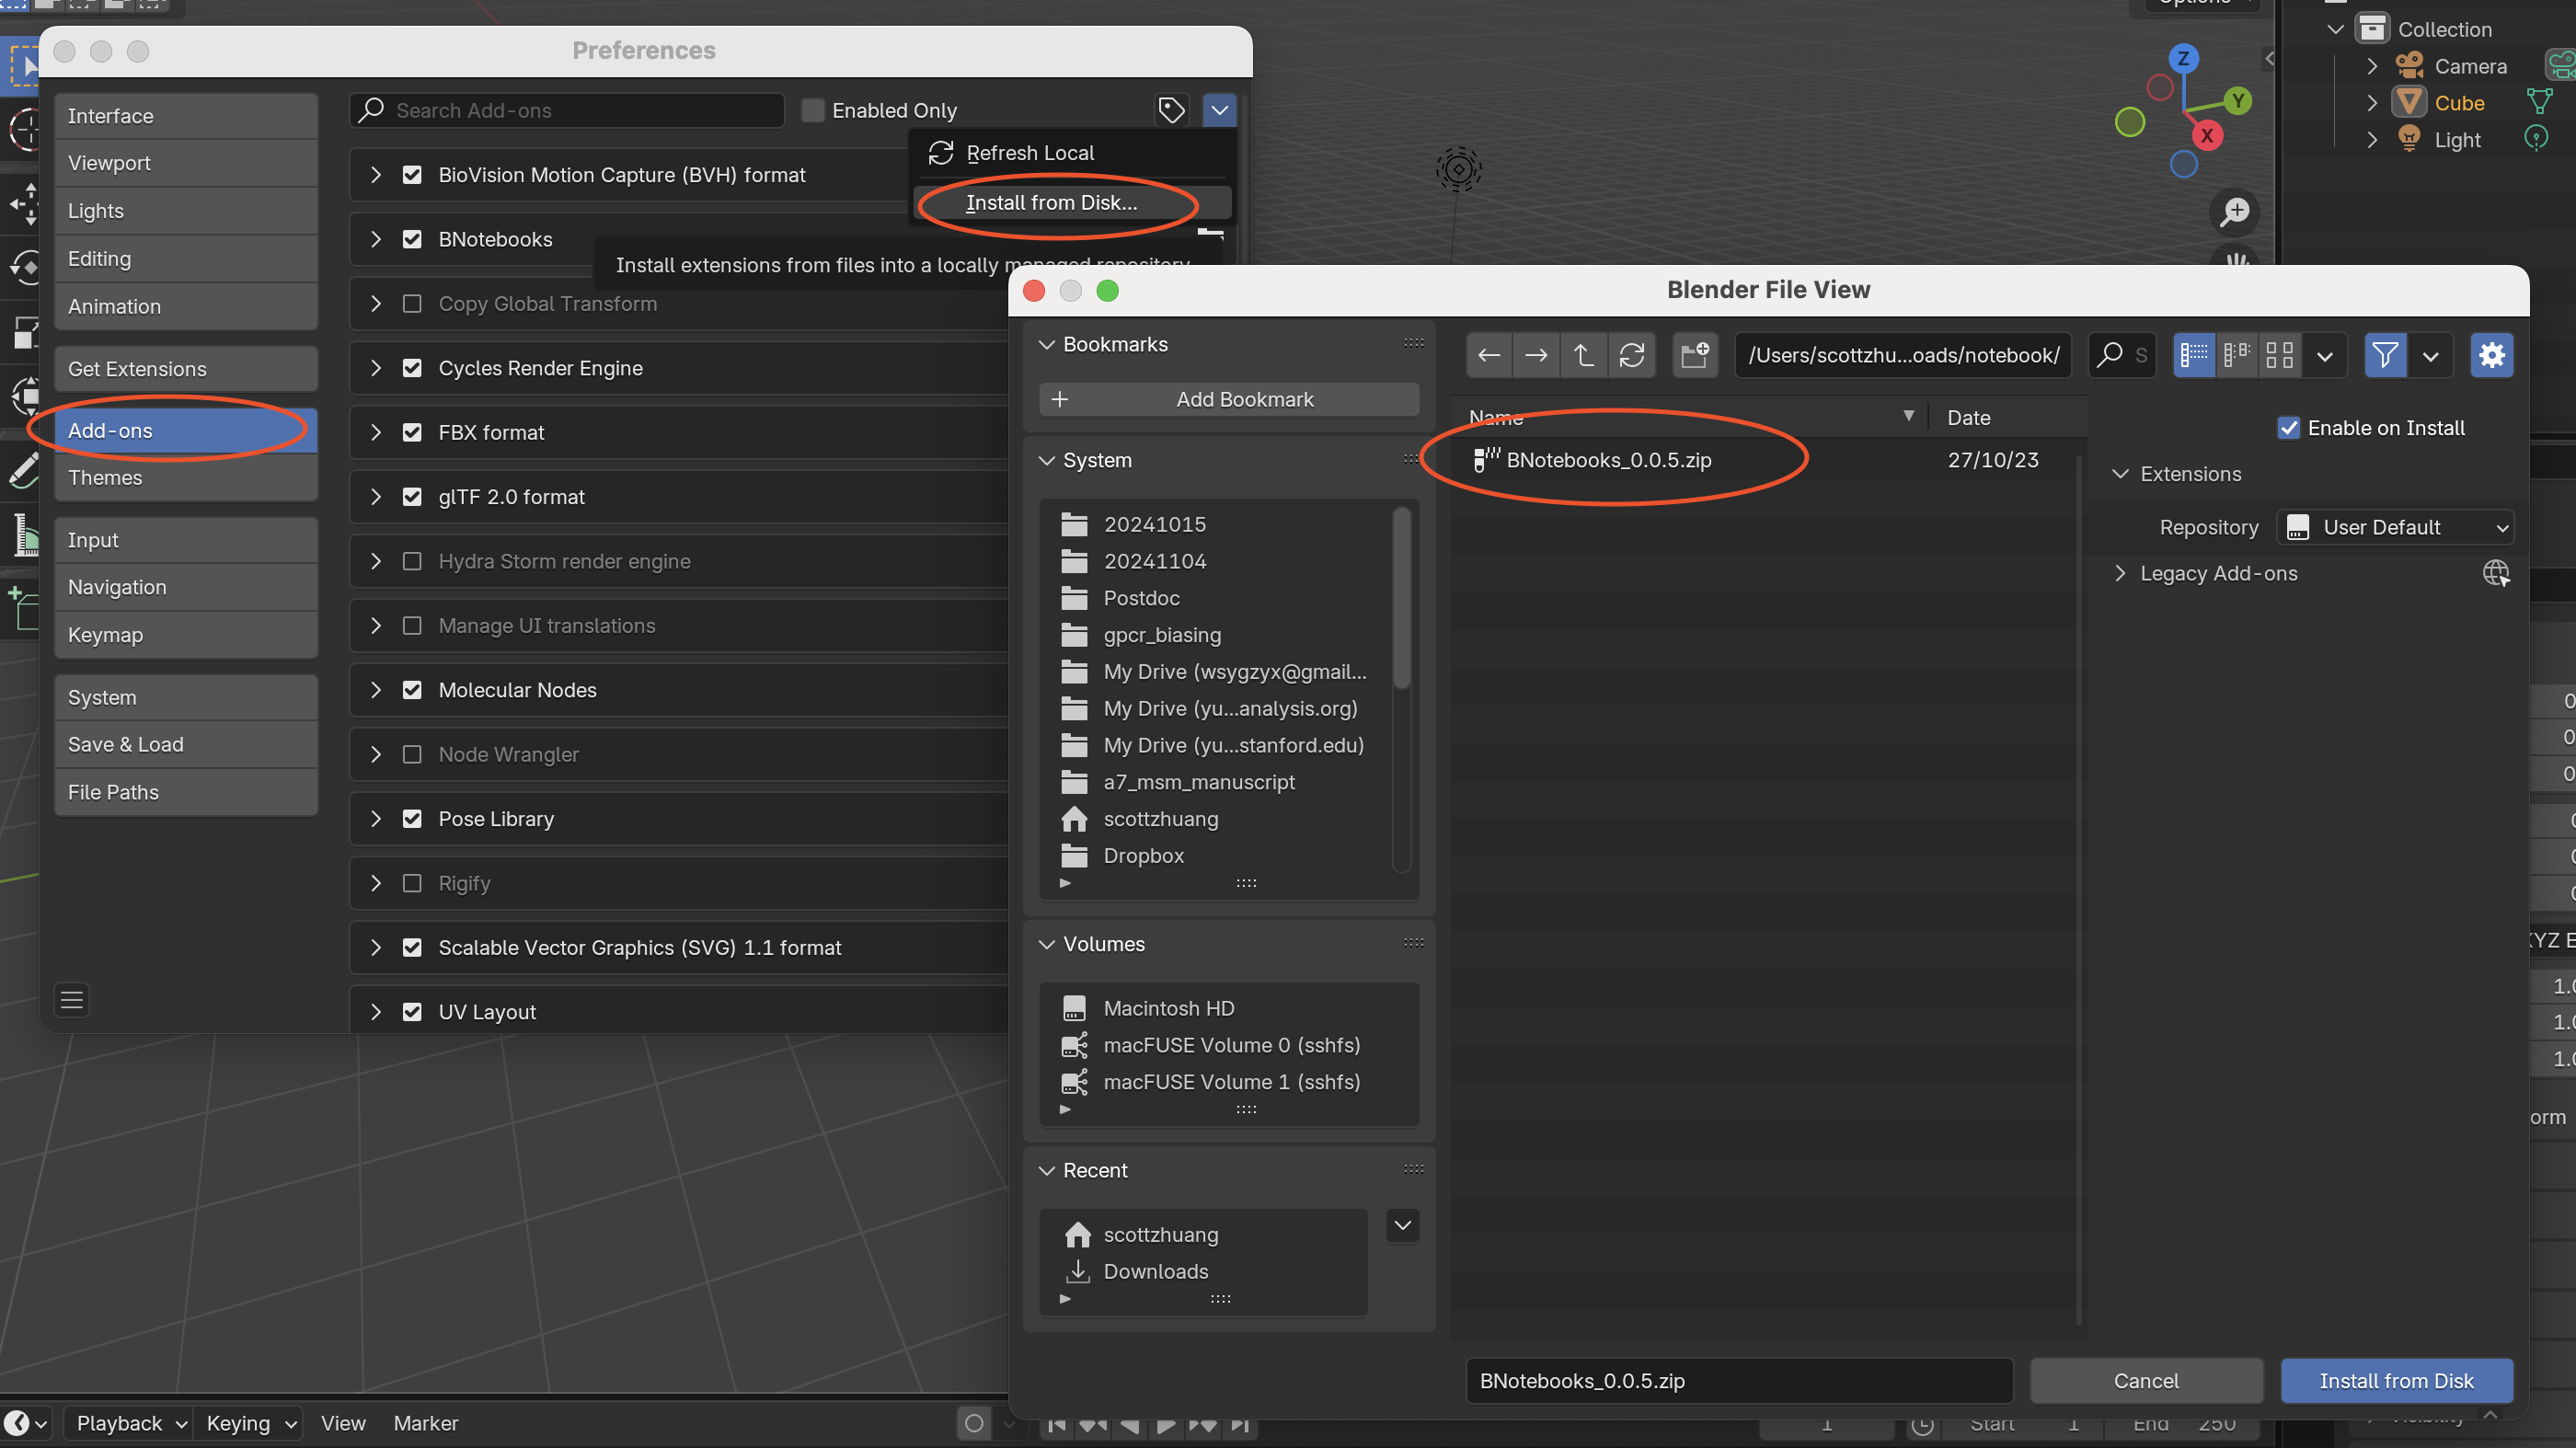 Options
Preferences
Interface
Viewport
Lights
Editing
Animation
Get Extensions
Add-ons
Themes
Input
Navigation
Keymap
System
Save & Load
File Paths
Search Add-ons
Enabled Only
Refresh Local
Install from Disk...
Install extensions from files into a locally managed repository
BioVision Motion Capture (BVH) format
BNotebooks
Copy Global Transform
Cycles Render Engine
FBX format
glTF 2.0 format
Hydra Storm render engine
Manage UI translations
Molecular Nodes
Node Wrangler
Pose Library
Rigify
Scalable Vector Graphics (SVG) 1.1 format
UV Layout
Z
Y
X
Collection
Camera
Cube
Light
Blender File View
Bookmarks
Add Bookmark
System
20241015
20241104
Postdoc
gpcr_biasing
My Drive (wsygzyx@gmail...
My Drive (yu...analysis.org)
My Drive (yu...stanford.edu)
a7_msm_manuscript
scottzhuang
Dropbox
Volumes
Macintosh HD
macFUSE Volume 0 (sshfs)
macFUSE Volume 1 (sshfs)
Recent
scottzhuang
Downloads
/Users/scottzhu...oads/notebook/
S
Name
Date
BNotebooks_0.0.5.zip
27/10/23
Enable on Install
Extensions
Repository
User Default
Legacy Add-ons
BNotebooks_0.0.5.zip
Cancel
Install from Disk
XYZ E
orm
Playback
Keying
View
Marker
1
Start
1
End
250
Visibility